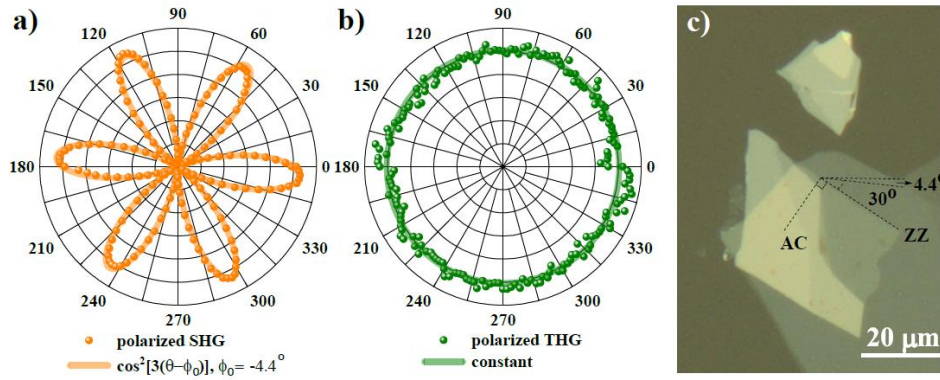 a)
90
120
60
150
30
180
0
210
330
240
300
270
polarized SHG
cos²[3(θ−ϕ₀)], ϕ₀= -4.4°
b)
90
120
60
150
30
180
0
210
330
240
300
270
polarized THG
constant
c)
4.4°
30°
AC
ZZ
20 μm